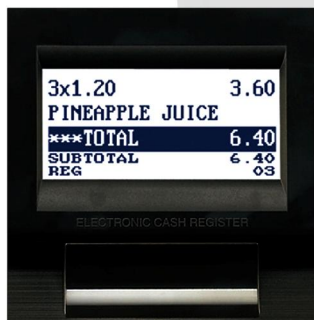 3x1.20 3.60
PINEAPPLE JUICE
***TOTAL 6.40
SUBTOTAL 6.40
REG 03
ELECTRONIC CASH REGISTER